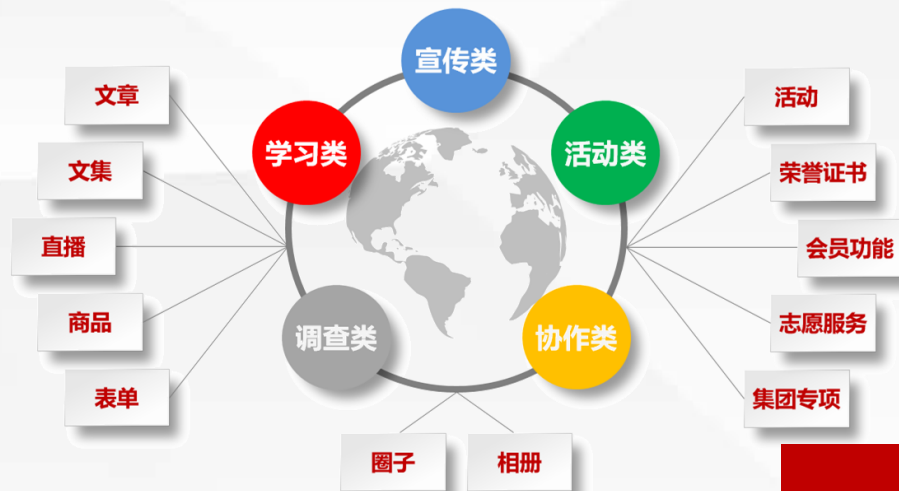 宣传类
学习类
活动类
调查类
协作类
文章
文集
直播
商品
表单
活动
荣誉证书
会员功能
志愿服务
集团专项
圈子
相册